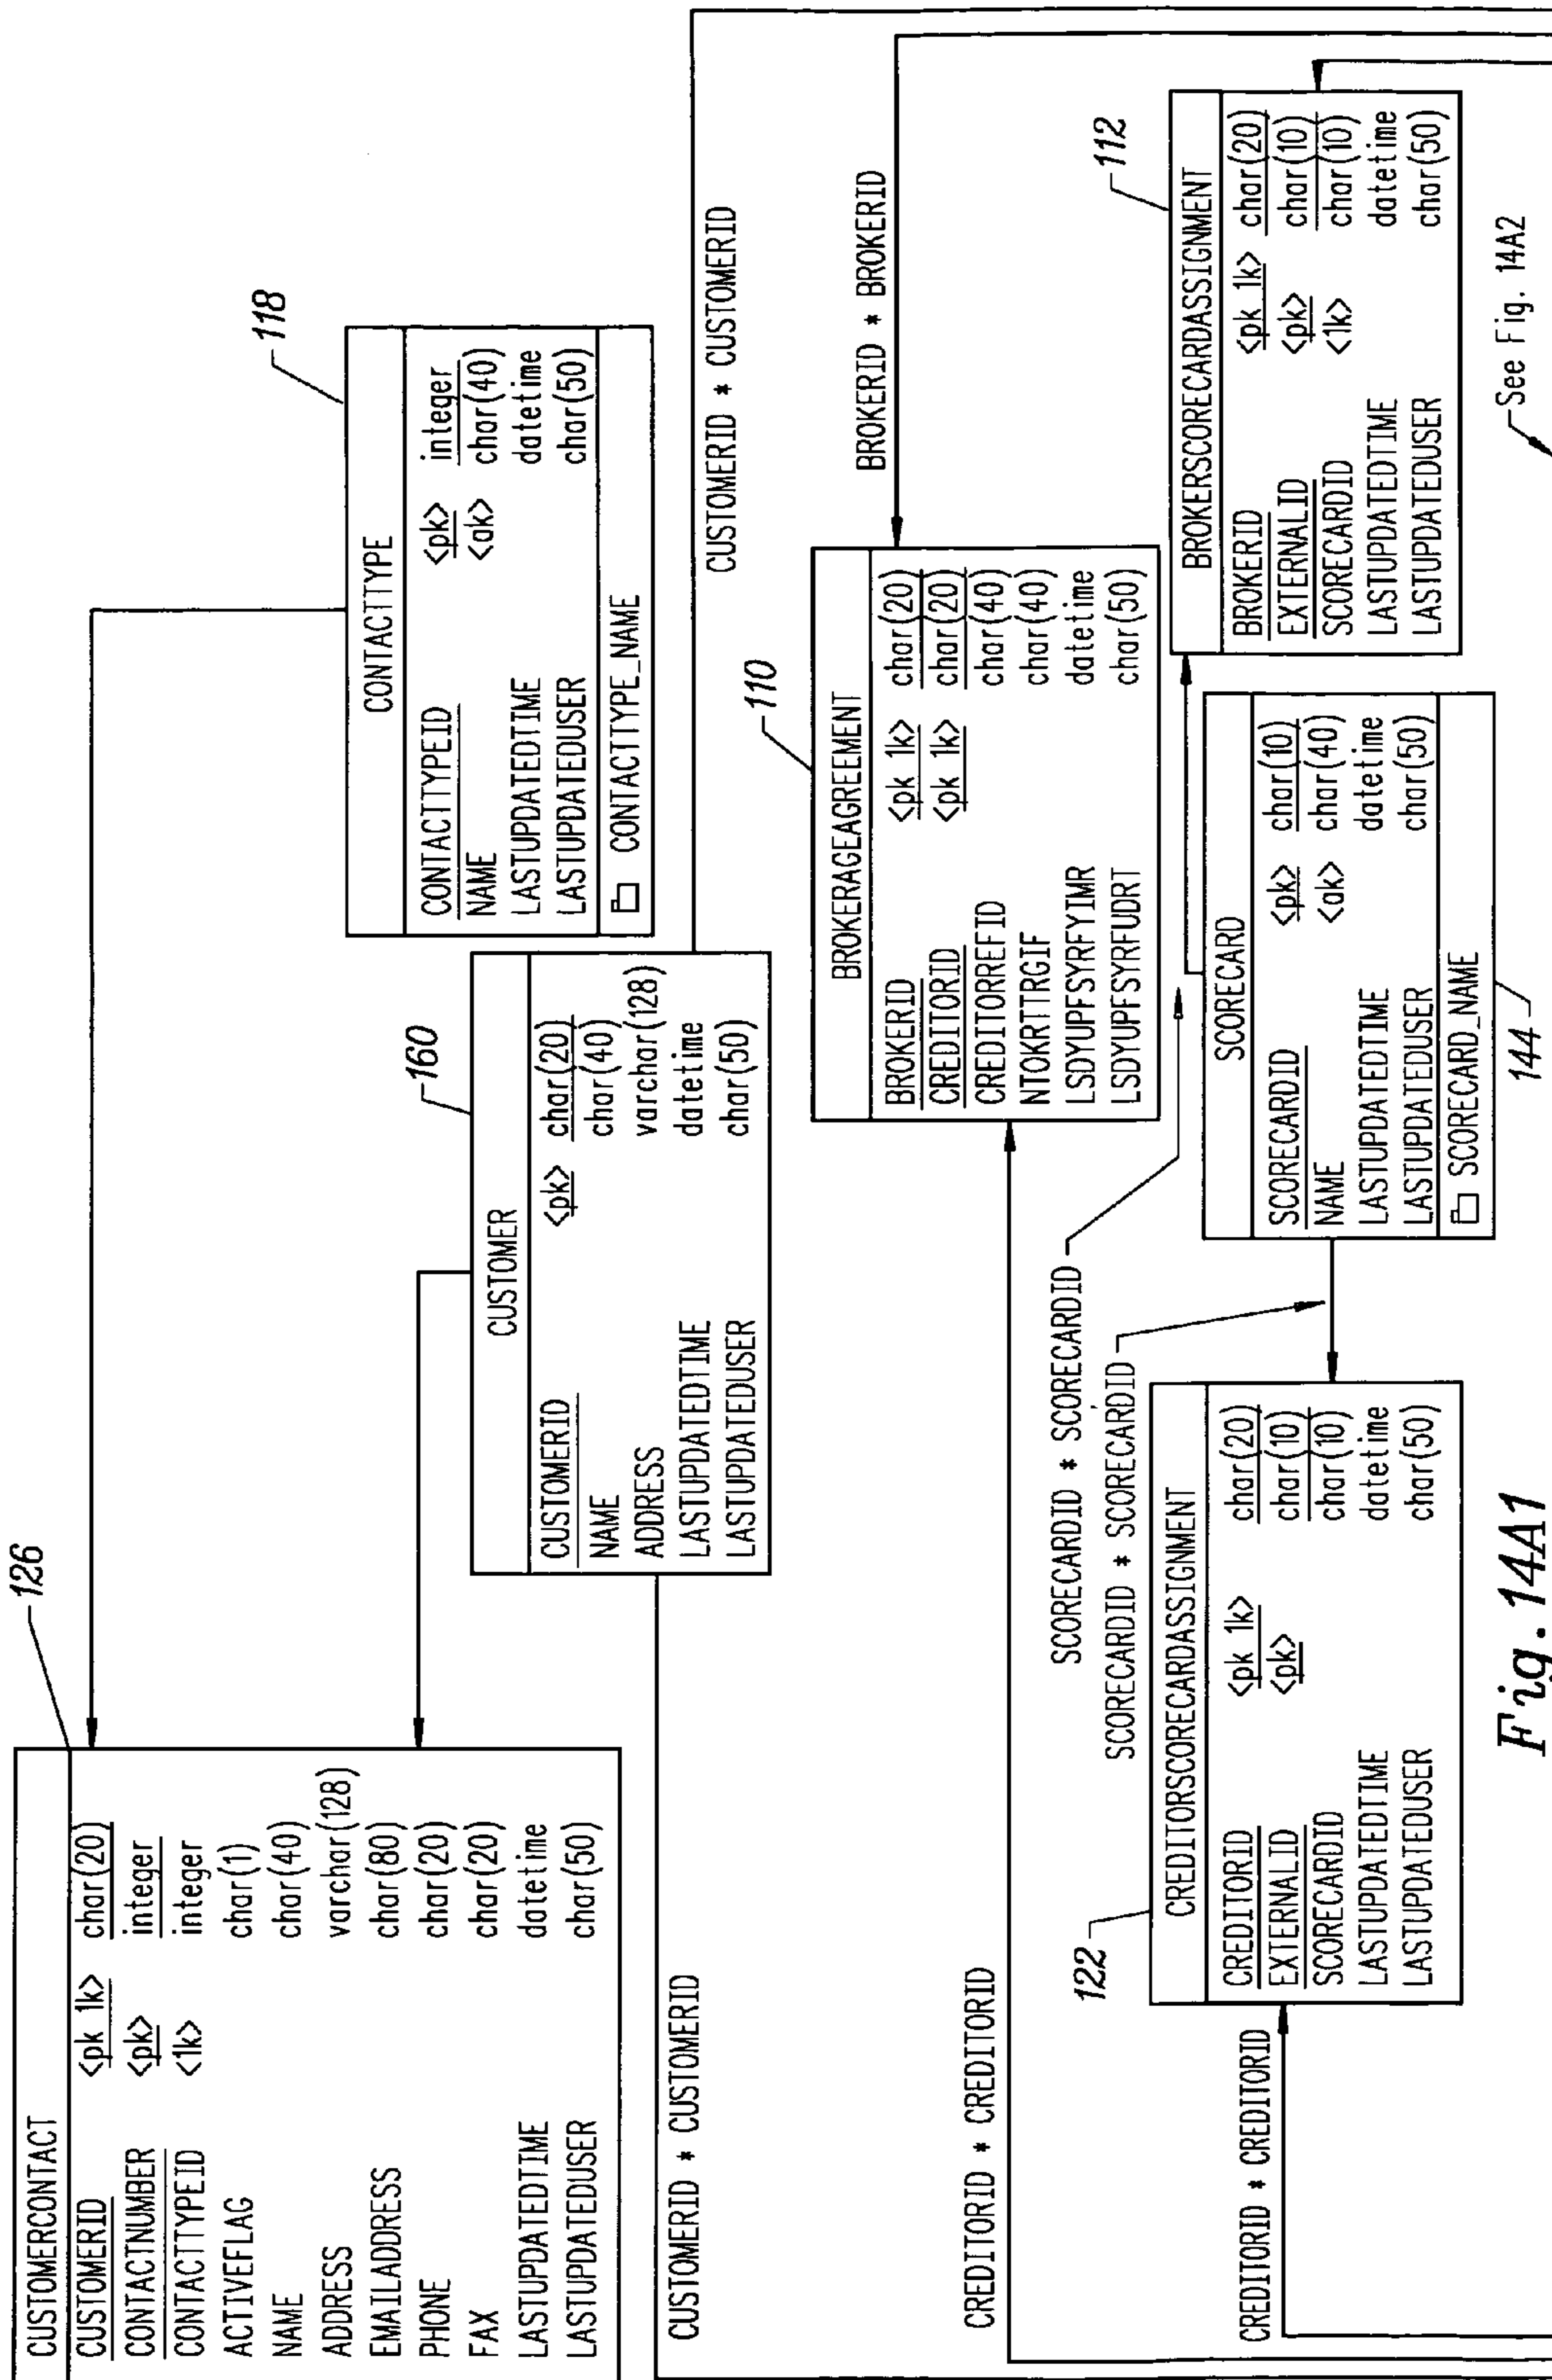 126
CUSTOMERCONTACT
CUSTOMERID <pk 1k> char(20)
CONTACTNUMBER <pk> integer
CONTACTTYPEID <1k> integer
ACTIVEFLAG char(1)
NAME char(40)
ADDRESS varchar(128)
EMAILADDRESS char(80)
PHONE char(20)
FAX char(20)
LASTUPDATEDTIME datetime
LASTUPDATEDUSER char(50)
118
CONTACTTYPE
CONTACTTYPEID <pk> integer
NAME <ak> char(40)
LASTUPDATEDTIME datetime
LASTUPDATEDUSER char(50)
CONTACTTYPE_NAME
160
CUSTOMER
CUSTOMERID <pk> char(20)
NAME char(40)
ADDRESS varchar(128)
LASTUPDATEDTIME datetime
LASTUPDATEDUSER char(50)
CUSTOMERID * CUSTOMERID
CUSTOMERID * CUSTOMERID
110
BROKERAGEAGREEMENT
BROKERID <pk 1k> char(20)
CREDITORID <pk 1k> char(20)
CREDITORREFID char(40)
NTOKRTTRGIF char(40)
LSDYUPFSYRFYIMR datetime
LSDYUPFSYRFUDRT char(50)
BROKERID * BROKERID
CREDITORID * CREDITORID
SCORECARDID * SCORECARDID
SCORECARDID * SCORECARDID
122
CREDITORSCORECARDASSIGNMENT
CREDITORID <pk 1k> char(20)
EXTERNALID <pk> char(10)
SCORECARDID char(10)
LASTUPDATEDTIME datetime
LASTUPDATEDUSER char(50)
CREDITORID * CREDITORID
SCORECARD
SCORECARDID <pk> char(10)
NAME <ak> char(40)
LASTUPDATEDTIME datetime
LASTUPDATEDUSER char(50)
SCORECARD_NAME
144
112
BROKERSCORECARDASSIGNMENT
BROKERID <pk 1k> char(20)
EXTERNALID <pk> char(10)
SCORECARDID <1k> char(10)
LASTUPDATEDTIME datetime
LASTUPDATEDUSER char(50)
See Fig. 14A2
Fig. 14A1